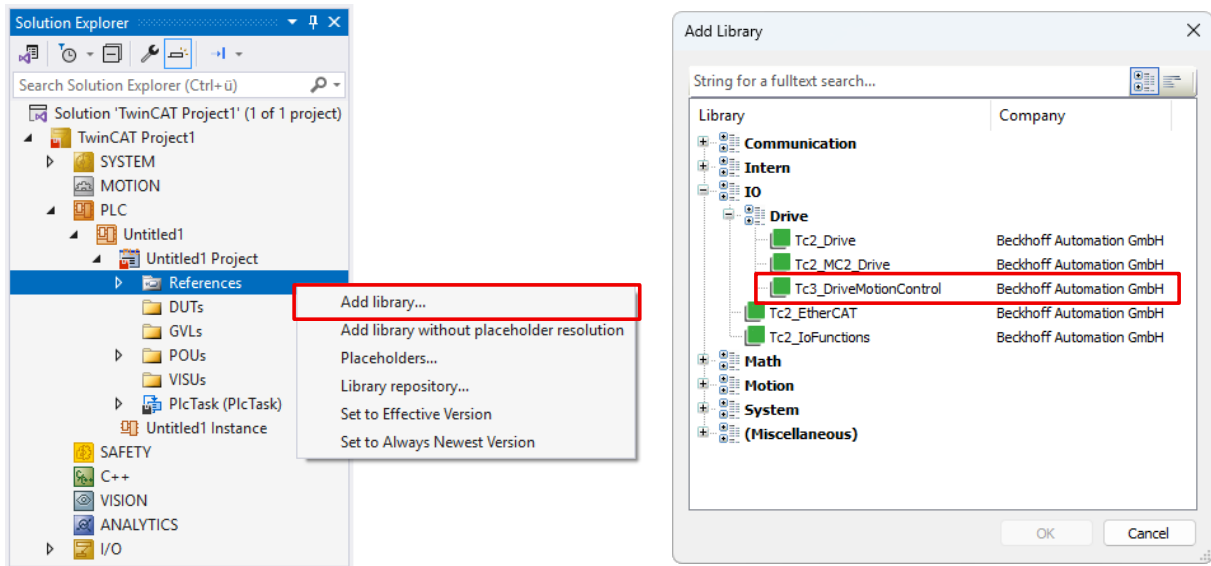 Solution Explorer
Search Solution Explorer (Ctrl+ü)
Solution 'TwinCAT Project1' (1 of 1 project)
TwinCAT Project1
SYSTEM
MOTION
PLC
Untitled1
Untitled1 Project
References
DUTs
GVLs
POUs
VISUs
PlcTask (PlcTask)
Untitled1 Instance
SAFETY
C++
VISION
ANALYTICS
I/O
Add library...
Add library without placeholder resolution
Placeholders...
Library repository...
Set to Effective Version
Set to Always Newest Version
Add Library
String for a fulltext search...
Library Company
Communication
Intern
IO
Drive
Tc2_Drive Beckhoff Automation GmbH
Tc2_MC2_Drive Beckhoff Automation GmbH
Tc3_DriveMotionControl Beckhoff Automation GmbH
Tc2_EtherCAT Beckhoff Automation GmbH
Tc2_IoFunctions Beckhoff Automation GmbH
Math
Motion
System
(Miscellaneous)
OK Cancel